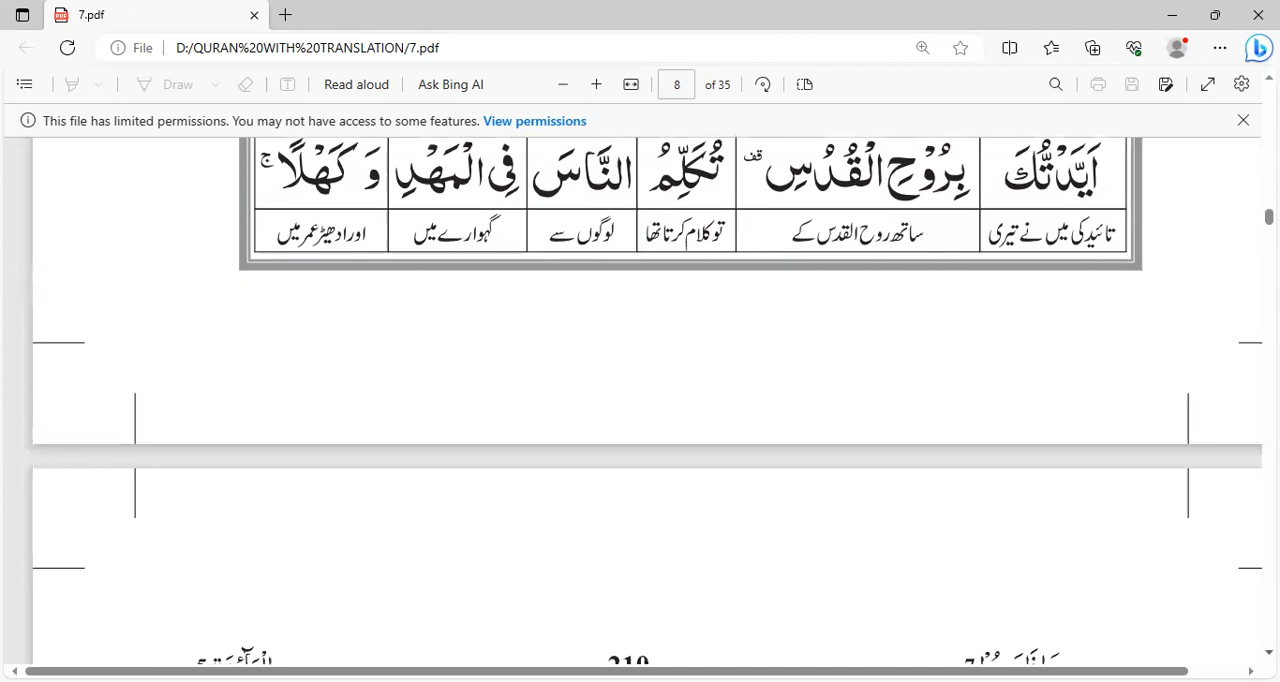 7.pdf
File D:/QURAN%20WITH%20TRANSLATION/7.pdf
Draw Read aloud Ask Bing AI 8 of 35
This file has limited permissions. You may not have access to some features. View permissions
اَیَّدْتُّكَ بِرُوْحِ الْقُدُسِ قف تُكَلِّمُ النَّاسَ فِی الْمَهْدِ وَ كَهْلًا ج
تائید کی میں نے تیری ساتھ روح القدس کے تو کلام کرتا تھا لوگوں سے گہوارے میں اور ادھیڑ عمر میں